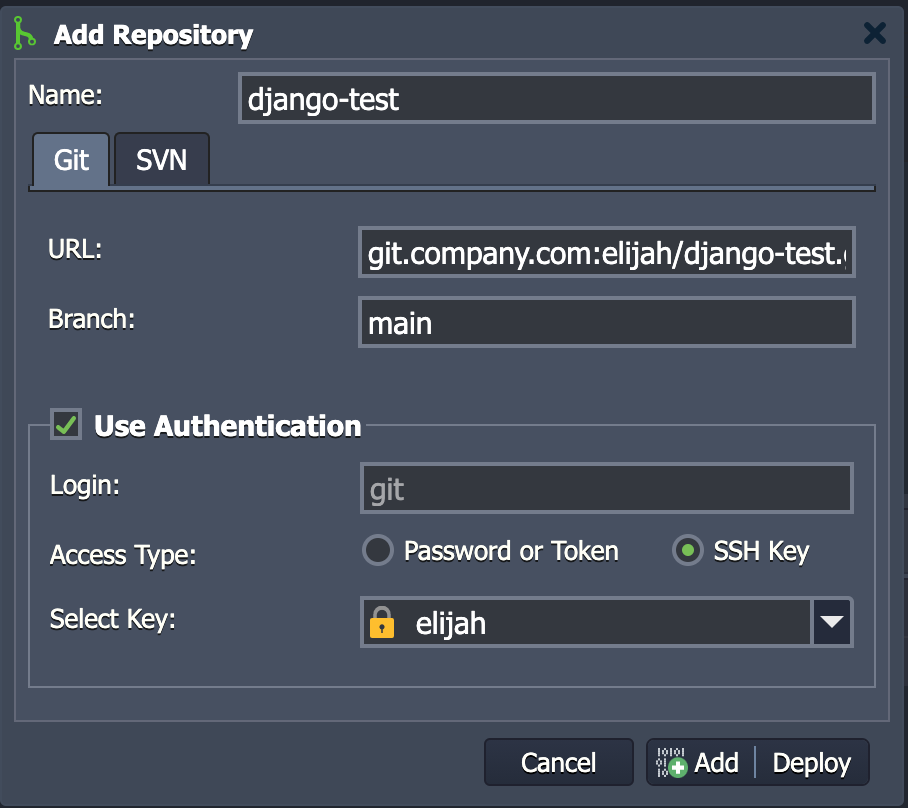 Add Repository
Name: django-test
Git SVN
URL: git.company.com:elijah/django-test.
Branch: main
Use Authentication
Login: git
Access Type: Password or Token SSH Key
Select Key: elijah
Cancel Add Deploy